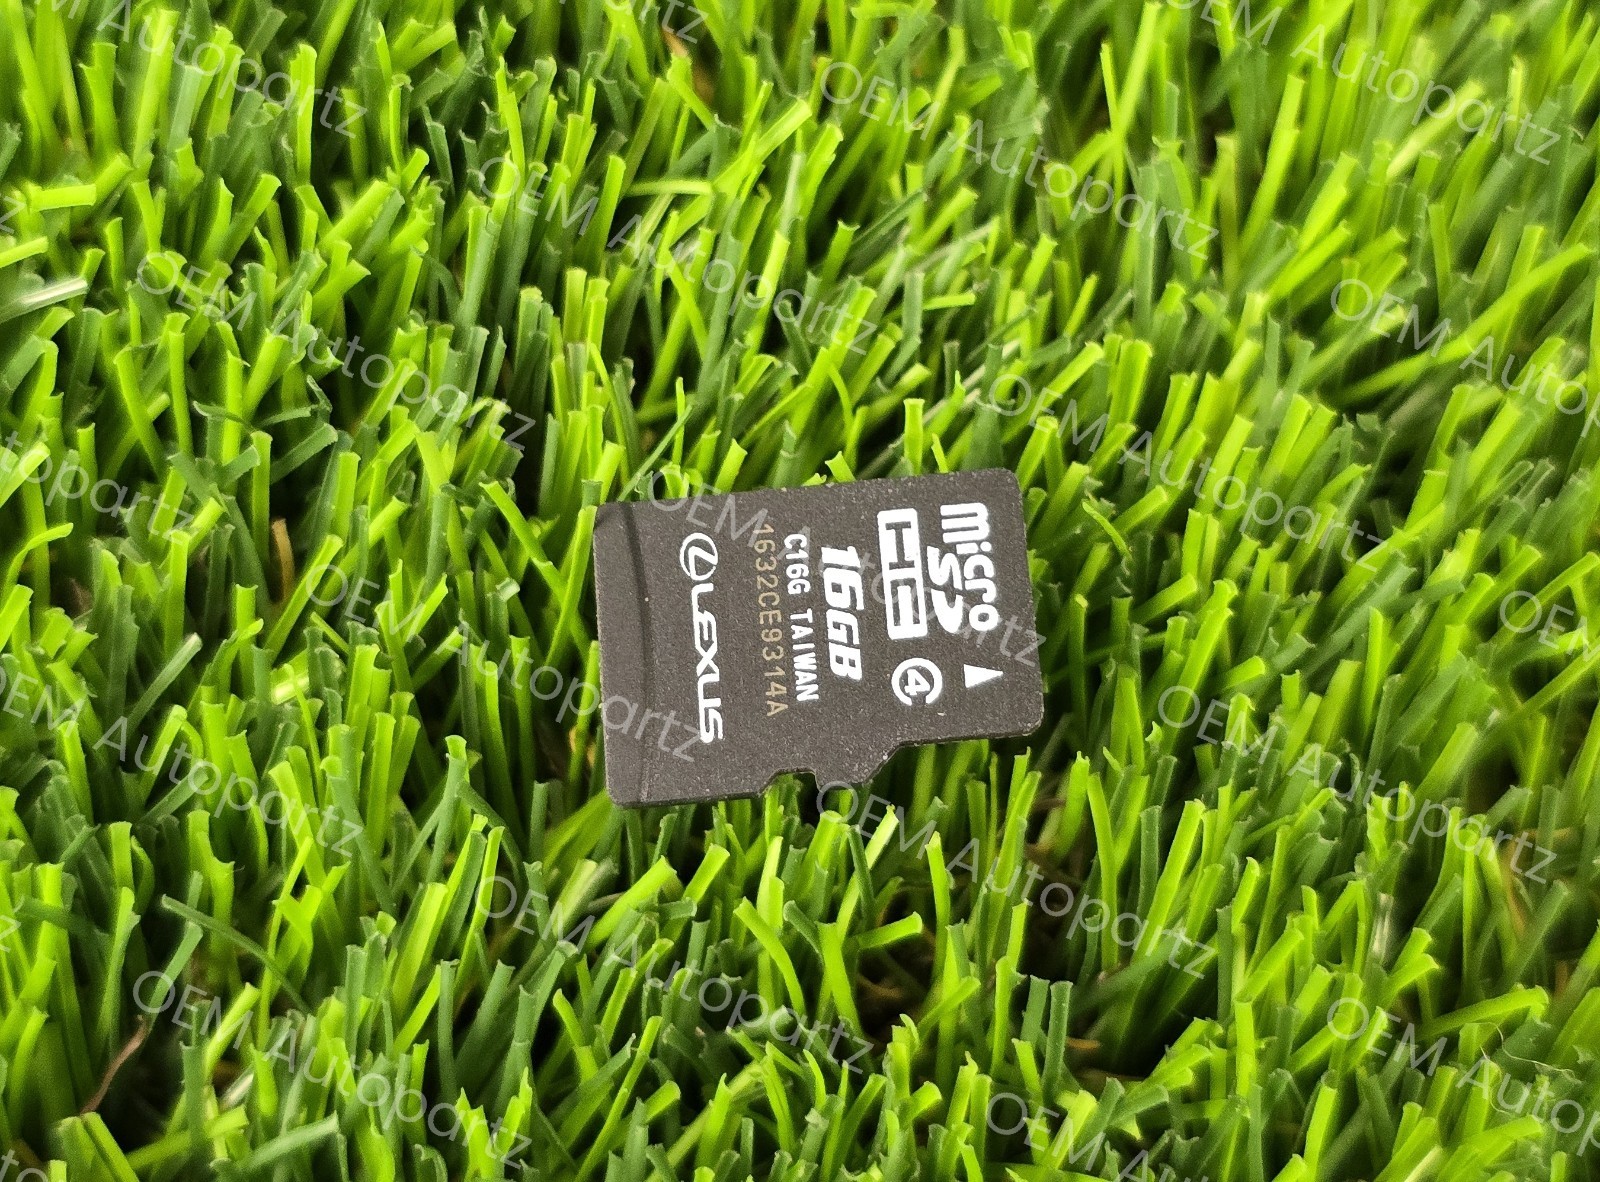 micro
SD
HC
4
16GB
C16G TAIWAN
1632CE9314A
LEXUS
OEM Autopartz